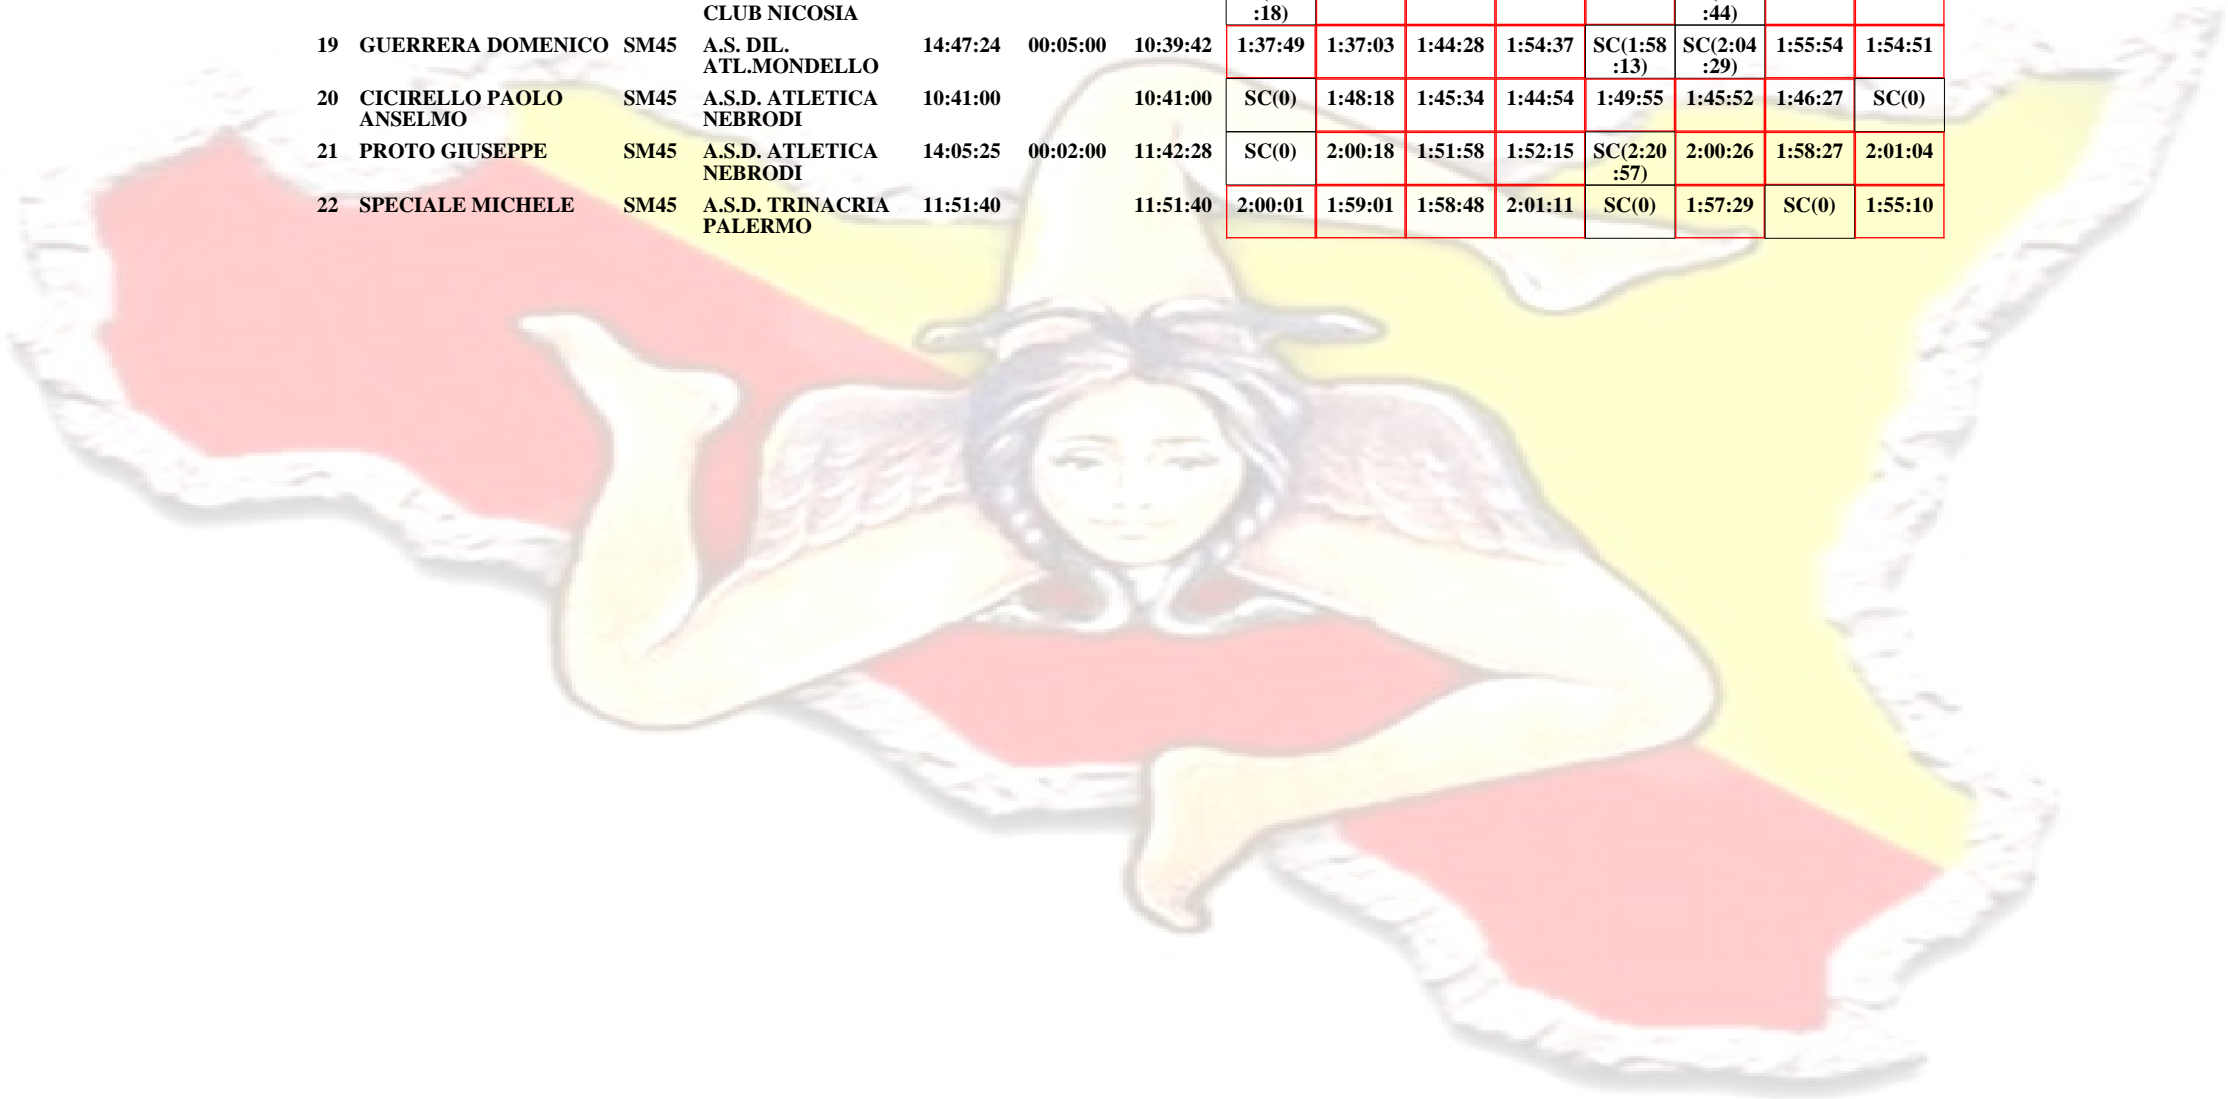 CLUB NICOSIA :18) :44)
19 GUERRERA DOMENICO SM45 A.S. DIL. 14:47:24 00:05:00 10:39:42 1:37:49 1:37:03 1:44:28 1:54:37 SC(1:58 SC(2:04 1:55:54 1:54:51
ATL.MONDELLO :13) :29)
20 CICIRELLO PAOLO SM45 A.S.D. ATLETICA 10:41:00 10:41:00 SC(0) 1:48:18 1:45:34 1:44:54 1:49:55 1:45:52 1:46:27 SC(0)
ANSELMO NEBRODI
21 PROTO GIUSEPPE SM45 A.S.D. ATLETICA 14:05:25 00:02:00 11:42:28 SC(0) 2:00:18 1:51:58 1:52:15 SC(2:20 2:00:26 1:58:27 2:01:04
NEBRODI :57)
22 SPECIALE MICHELE SM45 A.S.D. TRINACRIA 11:51:40 11:51:40 2:00:01 1:59:01 1:58:48 2:01:11 SC(0) 1:57:29 SC(0) 1:55:10
PALERMO